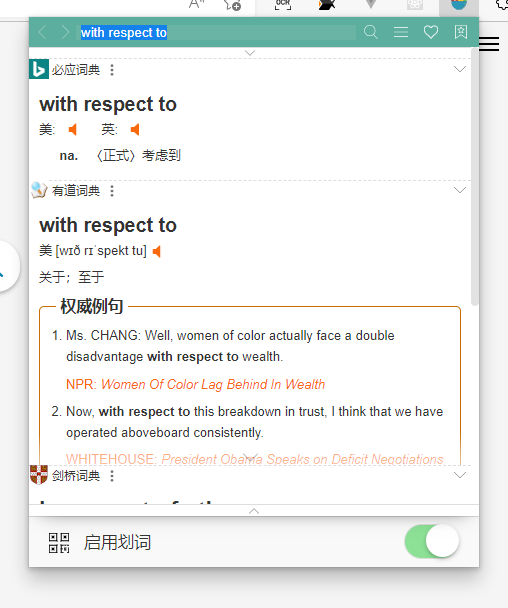 with respect to
必应词典
with respect to
美: 英:
na. 〈正式〉考虑到
有道词典
with respect to
美 [wɪð rɪˈspekt tu]
关于；至于
权威例句
1. Ms. CHANG: Well, women of color actually face a double
disadvantage with respect to wealth.
NPR: Women Of Color Lag Behind In Wealth
2. Now, with respect to this breakdown in trust, I think that we have
operated aboveboard consistently.
WHITEHOUSE: President Obama Speaks on Deficit Negotiations
剑桥词典
启用划词